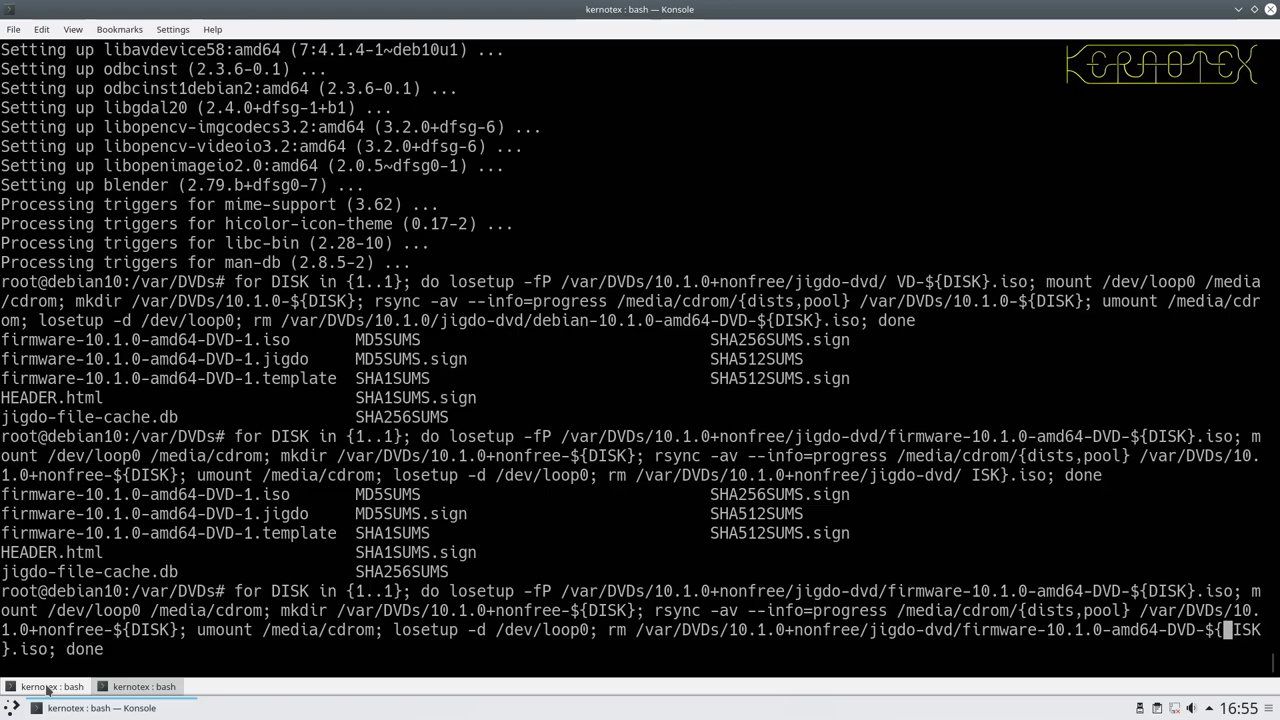 kernotex : bash — Konsole
File Edit View Bookmarks Settings Help
KERNOTEX
Setting up libavdevice58:amd64 (7:4.1.4-1~deb10u1) ...
Setting up odbcinst (2.3.6-0.1) ...
Setting up odbcinst1debian2:amd64 (2.3.6-0.1) ...
Setting up libgdal20 (2.4.0+dfsg-1+b1) ...
Setting up libopencv-imgcodecs3.2:amd64 (3.2.0+dfsg-6) ...
Setting up libopencv-videoio3.2:amd64 (3.2.0+dfsg-6) ...
Setting up libopenimageio2.0:amd64 (2.0.5~dfsg0-1) ...
Setting up blender (2.79.b+dfsg0-7) ...
Processing triggers for mime-support (3.62) ...
Processing triggers for hicolor-icon-theme (0.17-2) ...
Processing triggers for libc-bin (2.28-10) ...
Processing triggers for man-db (2.8.5-2) ...
root@debian10:/var/DVDs# for DISK in {1..1}; do losetup -fP /var/DVDs/10.1.0+nonfree/jigdo-dvd/ VD-${DISK}.iso; mount /dev/loop0 /media
/cdrom; mkdir /var/DVDs/10.1.0-${DISK}; rsync -av --info=progress /media/cdrom/{dists,pool} /var/DVDs/10.1.0-${DISK}; umount /media/cdr
om; losetup -d /dev/loop0; rm /var/DVDs/10.1.0/jigdo-dvd/debian-10.1.0-amd64-DVD-${DISK}.iso; done
firmware-10.1.0-amd64-DVD-1.iso MD5SUMS SHA256SUMS.sign
firmware-10.1.0-amd64-DVD-1.jigdo MD5SUMS.sign SHA512SUMS
firmware-10.1.0-amd64-DVD-1.template SHA1SUMS SHA512SUMS.sign
HEADER.html SHA1SUMS.sign
jigdo-file-cache.db SHA256SUMS
root@debian10:/var/DVDs# for DISK in {1..1}; do losetup -fP /var/DVDs/10.1.0+nonfree/jigdo-dvd/firmware-10.1.0-amd64-DVD-${DISK}.iso; m
ount /dev/loop0 /media/cdrom; mkdir /var/DVDs/10.1.0+nonfree-${DISK}; rsync -av --info=progress /media/cdrom/{dists,pool} /var/DVDs/10.
1.0+nonfree-${DISK}; umount /media/cdrom; losetup -d /dev/loop0; rm /var/DVDs/10.1.0+nonfree/jigdo-dvd/ ISK}.iso; done
firmware-10.1.0-amd64-DVD-1.iso MD5SUMS SHA256SUMS.sign
firmware-10.1.0-amd64-DVD-1.jigdo MD5SUMS.sign SHA512SUMS
firmware-10.1.0-amd64-DVD-1.template SHA1SUMS SHA512SUMS.sign
HEADER.html SHA1SUMS.sign
jigdo-file-cache.db SHA256SUMS
root@debian10:/var/DVDs# for DISK in {1..1}; do losetup -fP /var/DVDs/10.1.0+nonfree/jigdo-dvd/firmware-10.1.0-amd64-DVD-${DISK}.iso; m
ount /dev/loop0 /media/cdrom; mkdir /var/DVDs/10.1.0+nonfree-${DISK}; rsync -av --info=progress /media/cdrom/{dists,pool} /var/DVDs/10.
1.0+nonfree-${DISK}; umount /media/cdrom; losetup -d /dev/loop0; rm /var/DVDs/10.1.0+nonfree/jigdo-dvd/firmware-10.1.0-amd64-DVD-${ ISK
}.iso; done
kernotex : bash kernotex : bash
kernotex : bash — Konsole 16:55